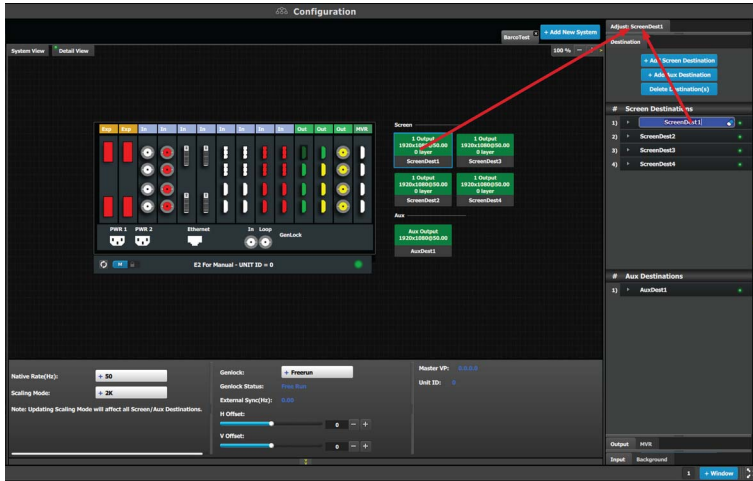 Configuration
BarcoTest
+ Add New System
Adjust: ScreenDest1
System View
Detail View
100 %
Destination
+ Add Screen Destination
+ Add Aux Destination
Delete Destination(s)
# Screen Destinations
1) ScreenDest1
2) ScreenDest2
3) ScreenDest3
4) ScreenDest4
Exp Exp In In In In In In Out Out Out MVR
PWR 1 PWR 2 Ethernet In Loop GenLock
E2 For Manual - UNIT ID = 0
Screen
1 Output
1920x1080@50.00
0 layer
ScreenDest1
1 Output
1920x1080@50.00
0 layer
ScreenDest3
1 Output
1920x1080@50.00
0 layer
ScreenDest2
1 Output
1920x1080@50.00
0 layer
ScreenDest4
Aux
Aux Output
1920x1080@50.00
AuxDest1
# Aux Destinations
1) AuxDest1
Native Rate(Hz): + 50
Scaling Mode: + 2K
Note: Updating Scaling Mode will affect all Screen/Aux Destinations.
Genlock: + Freerun
Genlock Status: Free Run
External Sync(Hz): 0.00
H Offset:
0 − +
V Offset:
0 − +
Master VP: 0.0.0.0
Unit ID: 0
Output MVR
Input Background
1 + Window